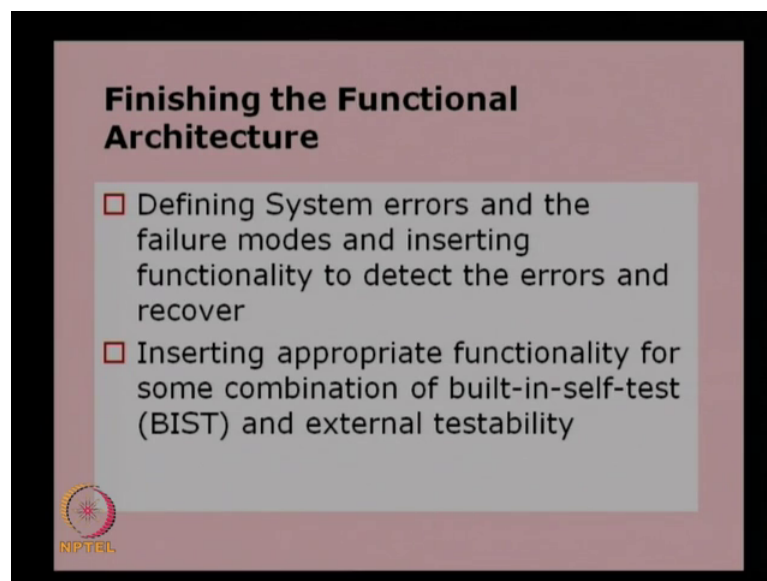 Finishing the Functional
Architecture
Defining System errors and the
failure modes and inserting
functionality to detect the errors and
recover
Inserting appropriate functionality for
some combination of built-in-self-test
(BIST) and external testability
NPTEL